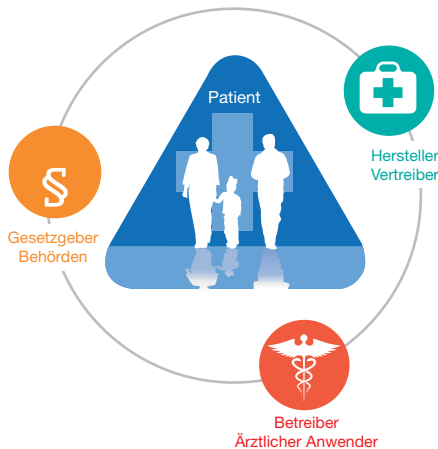 Patient
Hersteller
Vertreiber
§
Gesetzgeber
Behörden
Betreiber
Ärztlicher Anwender